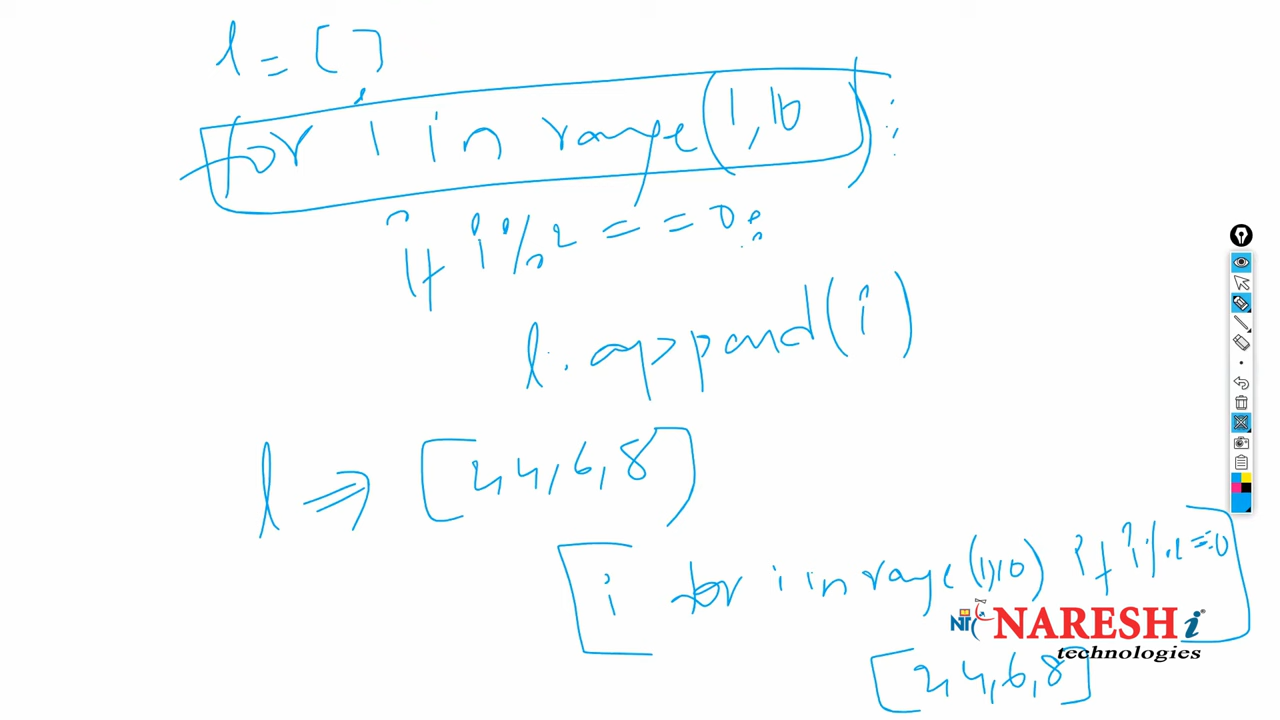 l = [ ]
for i in range(1,10):
if i%2 == 0:
l.append(i)
l ⇒ [2,4,6,8]
[i for i in range(1,10) if i%2==0]
NT NARESH i
technologies
[2,4,6,8]